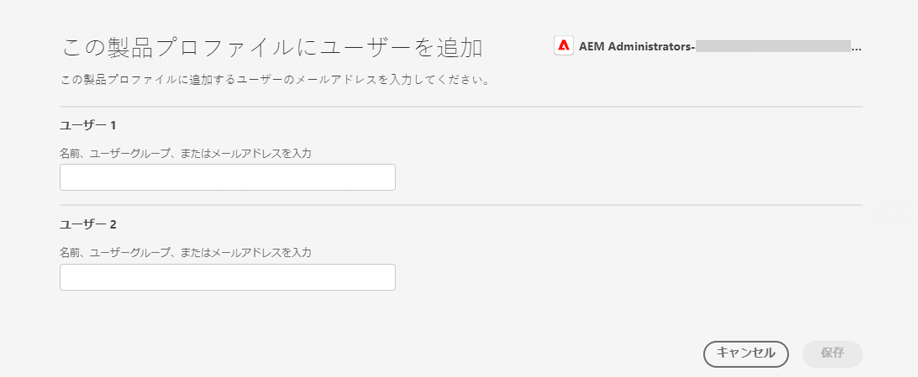 この製品プロファイルにユーザーを追加
AEM Administrators-
...
この製品プロファイルに追加するユーザーのメールアドレスを入力してください。
ユーザー 1
名前、ユーザーグループ、またはメールアドレスを入力
ユーザー 2
名前、ユーザーグループ、またはメールアドレスを入力
キャンセル
保存